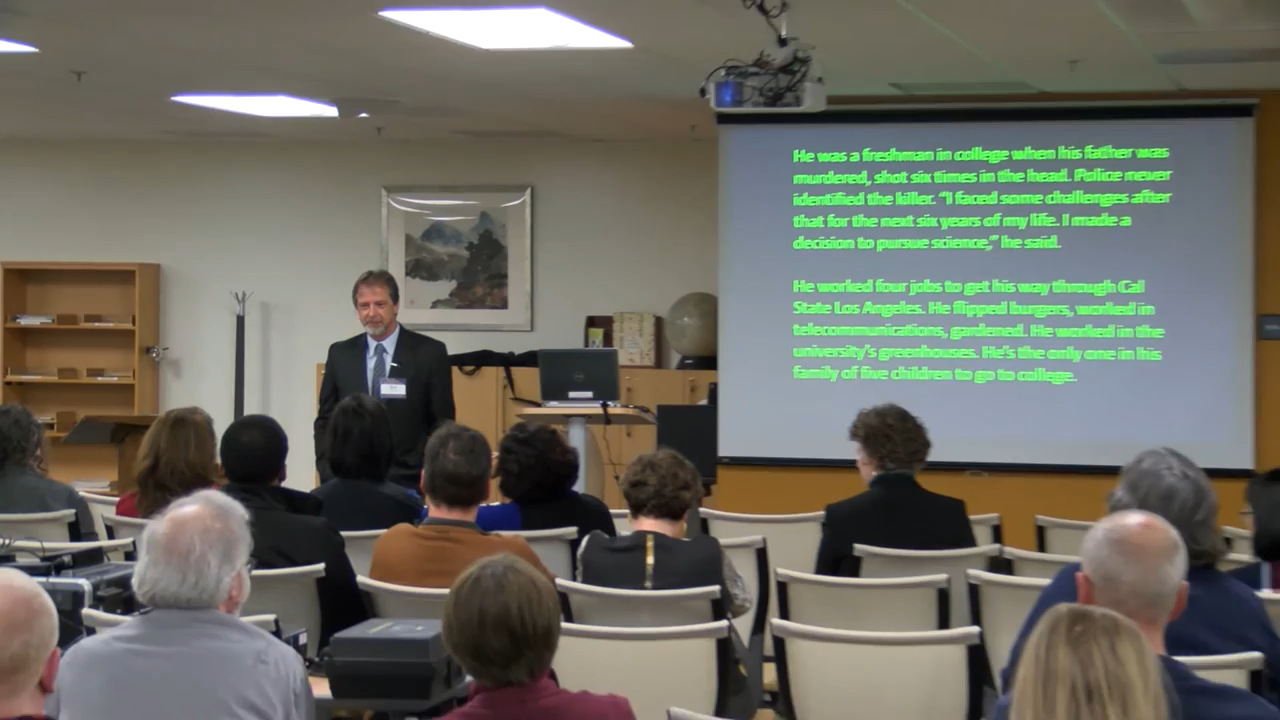 He was a freshman in college when his father was
murdered, shot six times in the head. Police never
identified the killer. “I faced some challenges after
that for the next six years of my life. I made a
decision to pursue science,” he said.
He worked four jobs to get his way through Cal
State Los Angeles. He flipped burgers, worked in
telecommunications, gardened. He worked in the
university's greenhouses. He's the only one in his
family of five children to go to college.